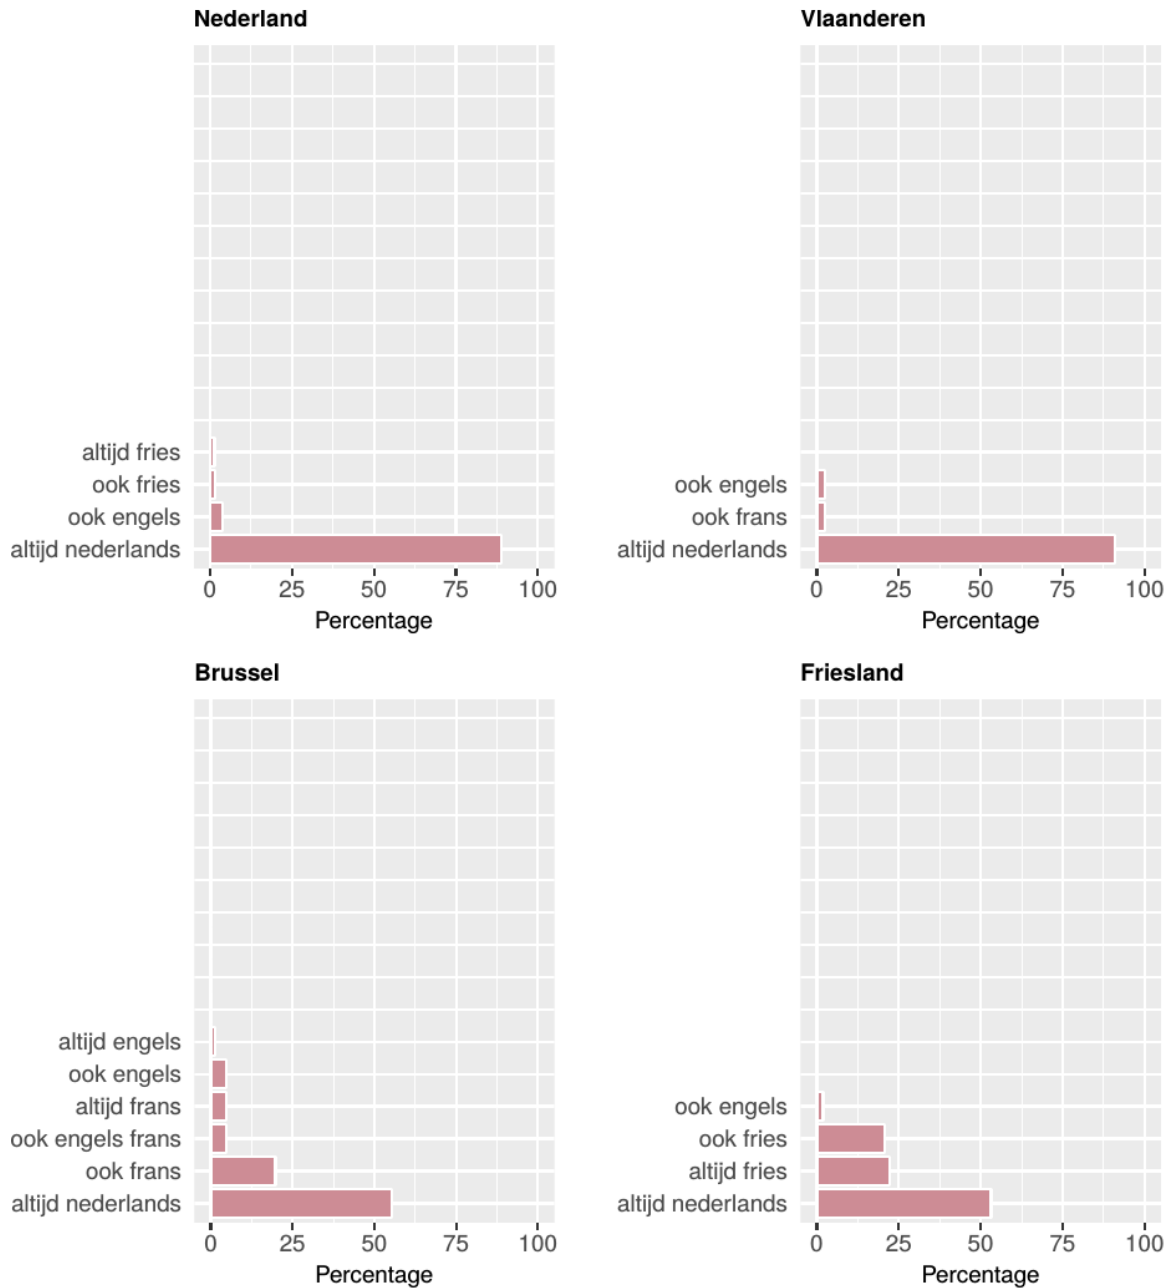 Nederland
altijd fries
ook fries
ook engels
altijd nederlands
0 25 50 75 100
Percentage
Vlaanderen
ook engels
ook frans
altijd nederlands
0 25 50 75 100
Percentage
Brussel
altijd engels
ook engels
altijd frans
ook engels frans
ook frans
altijd nederlands
0 25 50 75 100
Percentage
Friesland
ook engels
ook fries
altijd fries
altijd nederlands
0 25 50 75 100
Percentage